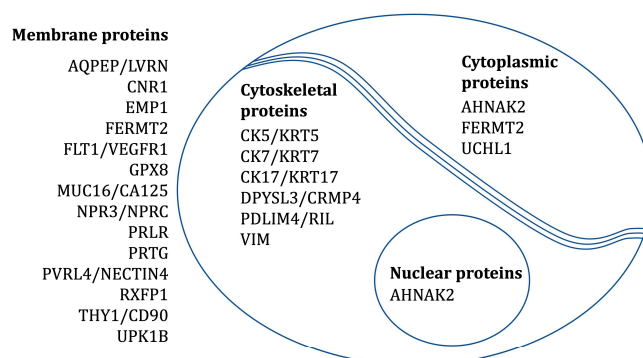 Membrane proteins
AQPEP/LVRN
CNR1
EMP1
FERMT2
FLT1/VEGFR1
GPX8
MUC16/CA125
NPR3/NPRC
PRLR
PRTG
PVRL4/NECTIN4
RXFP1
THY1/CD90
UPK1B
Cytoskeletal
proteins
CK5/KRT5
CK7/KRT7
CK17/KRT17
DPYSL3/CRMP4
PDLIM4/RIL
VIM
Cytoplasmic
proteins
AHNAK2
FERMT2
UCHL1
Nuclear proteins
AHNAK2